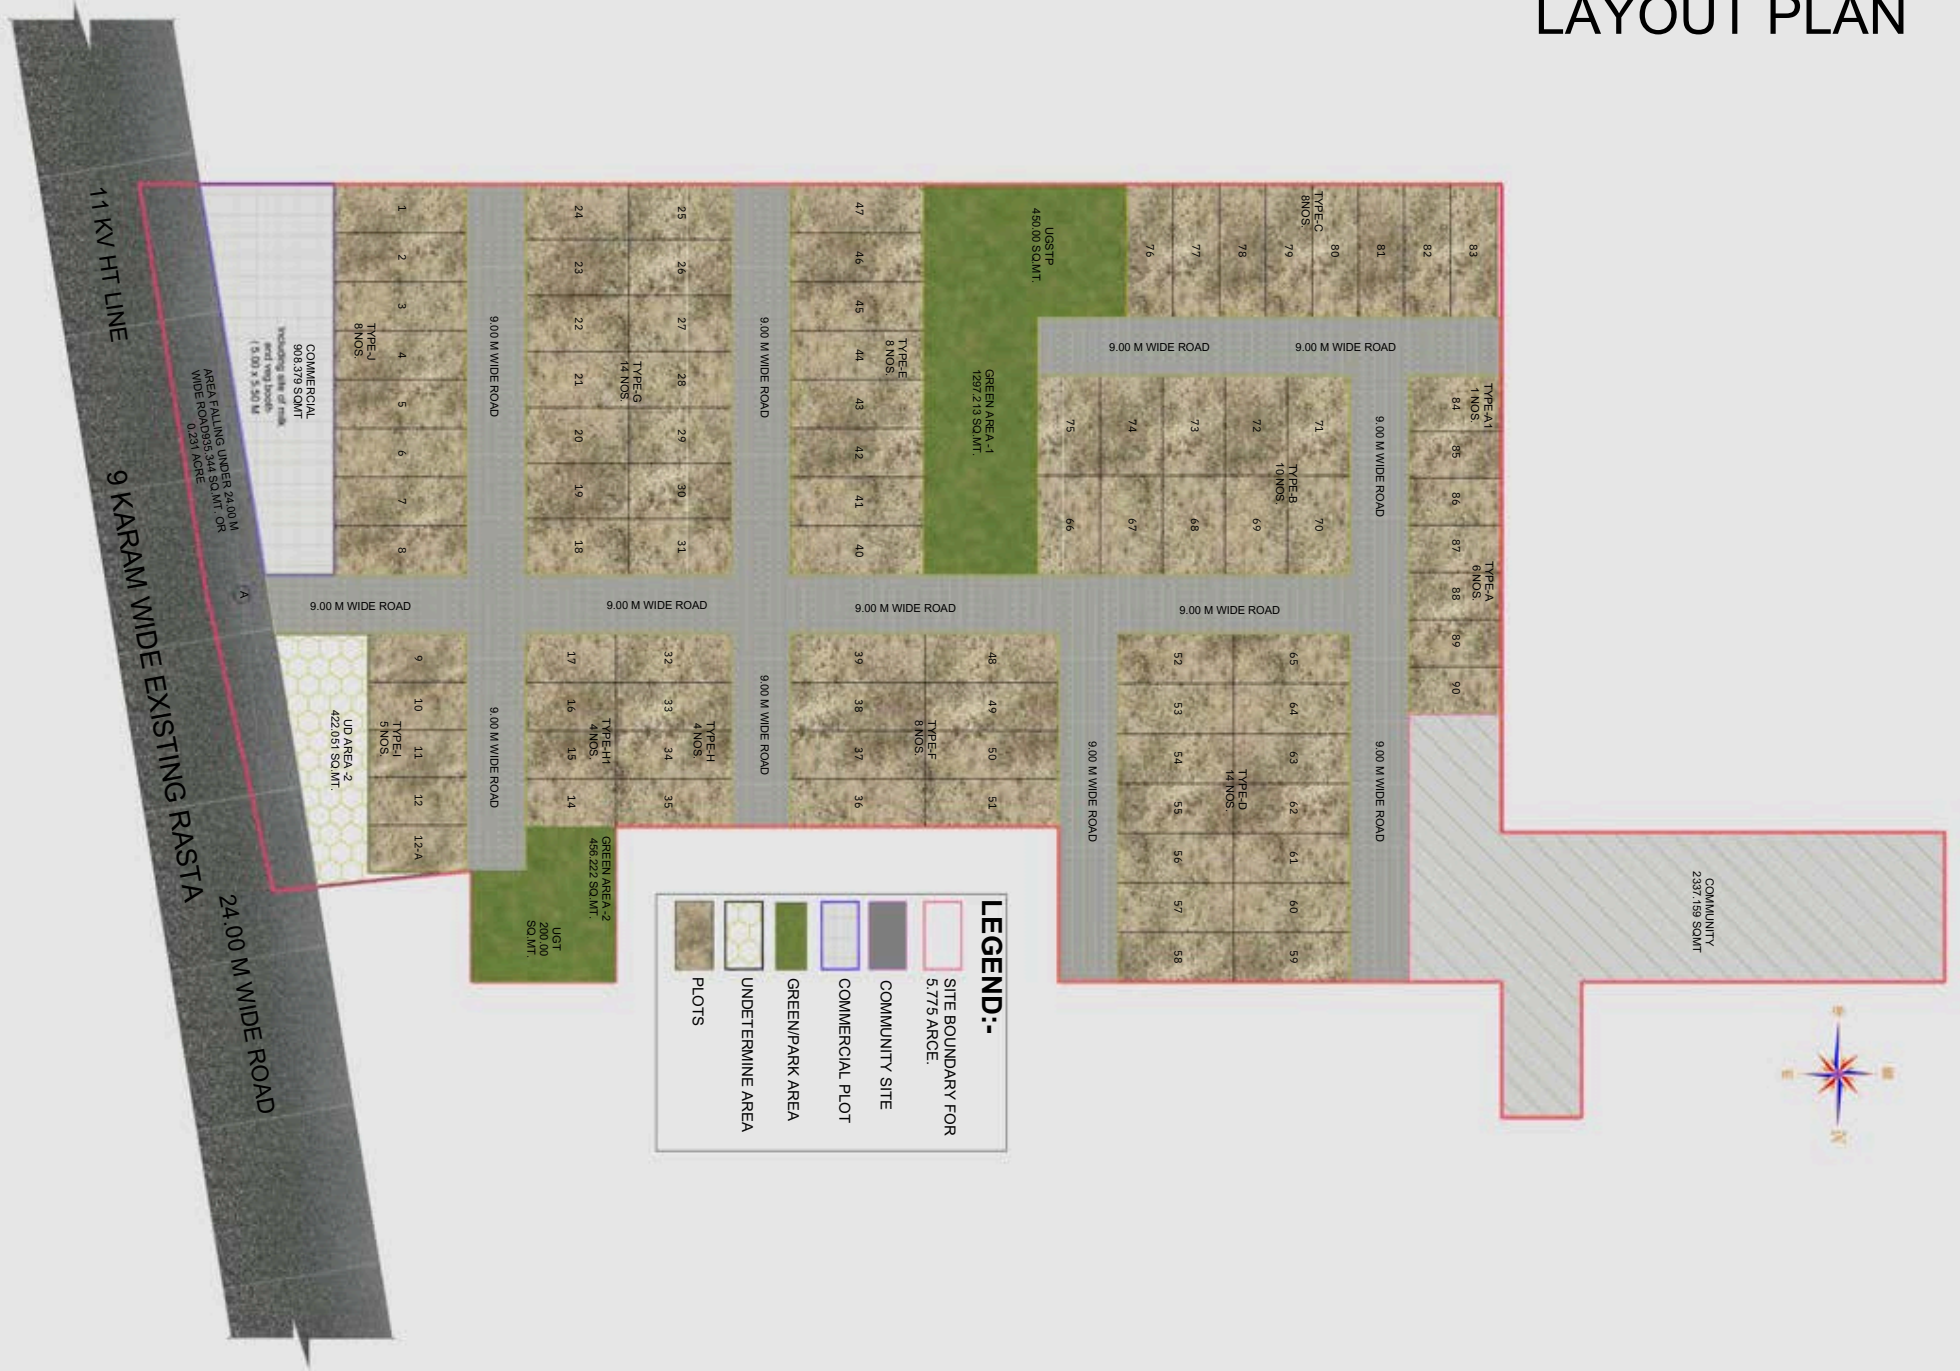 LAYOUT PLAN
11 KV HT LINE
9 KARAM WIDE EXISTING RASTA
24.00 M WIDE ROAD
AREA FALLING UNDER 24.00 M
WIDE ROAD935.344 SQ.MT. OR
0.231 ACRE
A
COMMERCIAL
908.379 SQMT
including site of milk
and veg booth
( 5.00 x 5.50 M
1
2
3
4
5
6
7
8
TYPE-J
8 NOS.
9.00 M WIDE ROAD
24
23
22
21
20
19
18
25
26
27
28
29
30
31
TYPE-G
14 NOS.
9.00 M WIDE ROAD
47
46
45
44
43
42
41
40
TYPE-E
8 NOS.
UGSTP
450.00 SQ.MT.
GREEN AREA -1
1297.213 SQ.MT.
76
77
78
79
80
81
82
83
TYPE-C
8NOS.
9.00 M WIDE ROAD
9.00 M WIDE ROAD
75
74
73
72
71
66
67
68
69
70
TYPE-B
10 NOS.
9.00 M WIDE ROAD
TYPE-A1
1 NOS.
84
85
86
87
88
89
90
TYPE-A
6 NOS.
9.00 M WIDE ROAD
9.00 M WIDE ROAD
9.00 M WIDE ROAD
9.00 M WIDE ROAD
UD AREA -2
422.051 SQ.MT.
9
10
11
12
12-A
TYPE-I
5 NOS.
9.00 M WIDE ROAD
17
16
15
14
TYPE-H1
4 NOS.
32
33
34
35
TYPE-H
4 NOS.
9.00 M WIDE ROAD
39
38
37
36
48
49
50
51
TYPE-F
8 NOS.
9.00 M WIDE ROAD
52
53
54
55
56
57
58
65
64
63
62
61
60
59
TYPE-D
14 NOS.
9.00 M WIDE ROAD
GREEN AREA -2
456.222 SQ.MT.
UGT
200.00
SQ.MT.
COMMUNITY
2337.159 SQMT
LEGEND:-
SITE BOUNDARY FOR
5.775 ARCE.
COMMUNITY SITE
COMMERCIAL PLOT
GREEN/PARK AREA
UNDETERMINE AREA
PLOTS
N